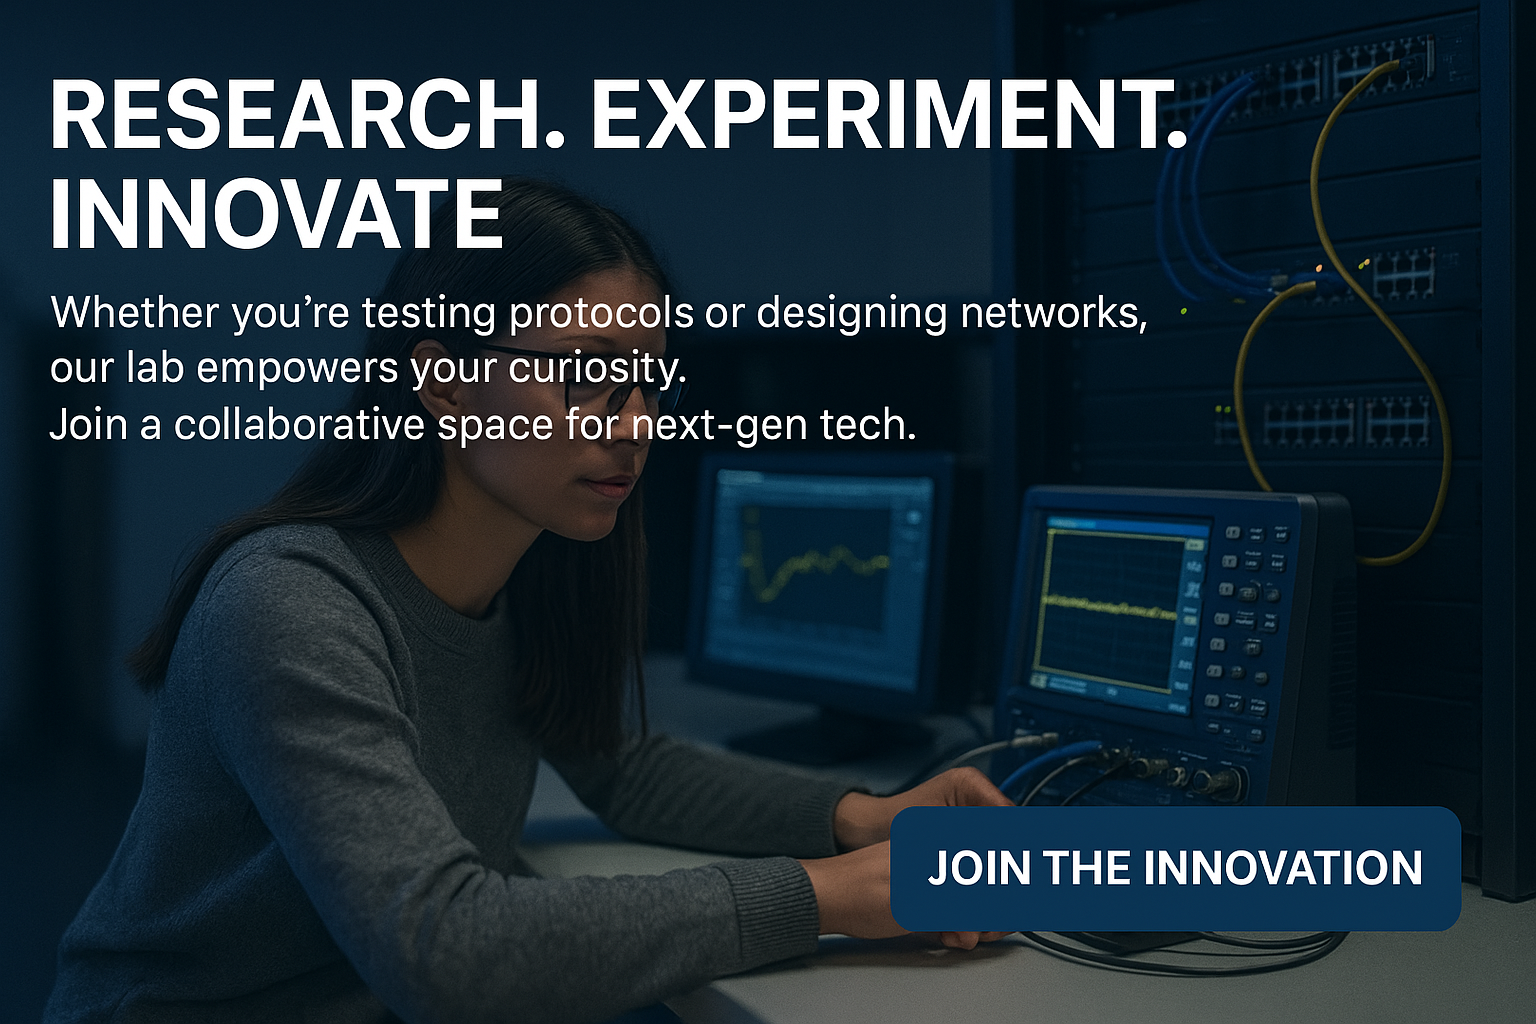 RESEARCH. EXPERIMENT.
INNOVATE
Whether you’re testing protocols or designing networks,
our lab empowers your curiosity.
Join a collaborative space for next-gen tech.
JOIN THE INNOVATION